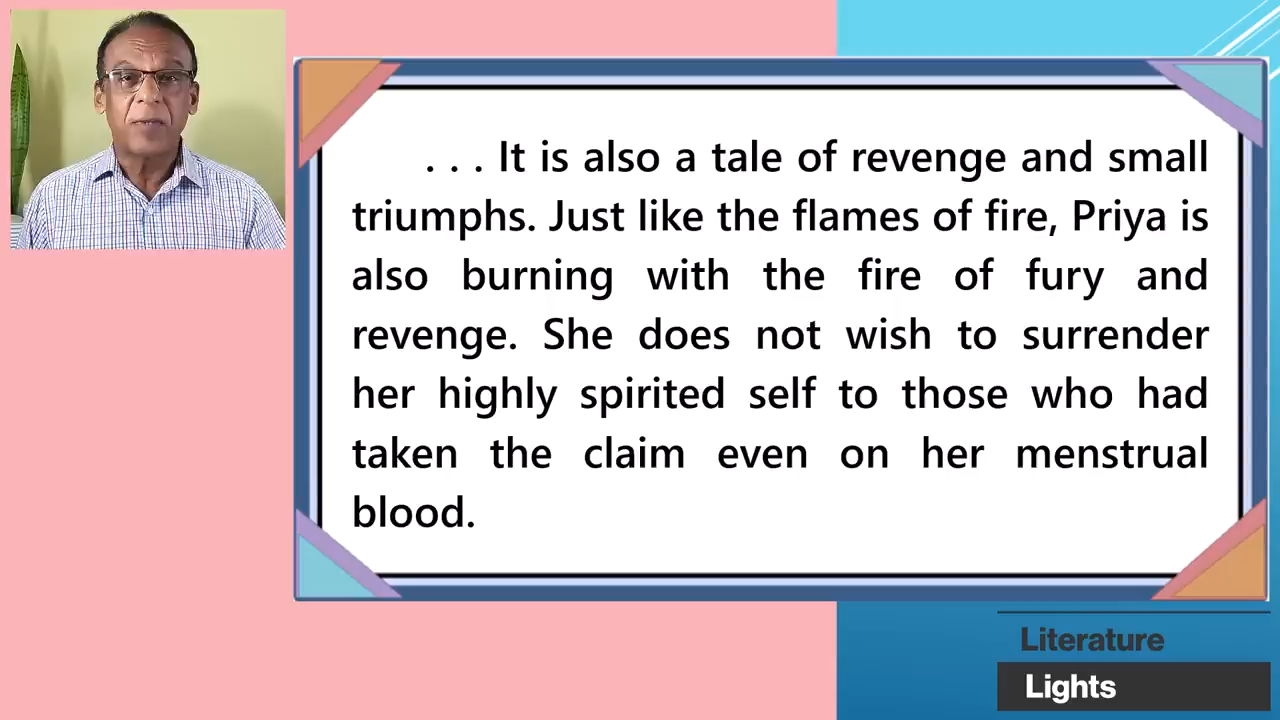 . . . It is also a tale of revenge and small
triumphs. Just like the flames of fire, Priya is
also burning with the fire of fury and
revenge. She does not wish to surrender
her highly spirited self to those who had
taken the claim even on her menstrual
blood.
Literature
Lights